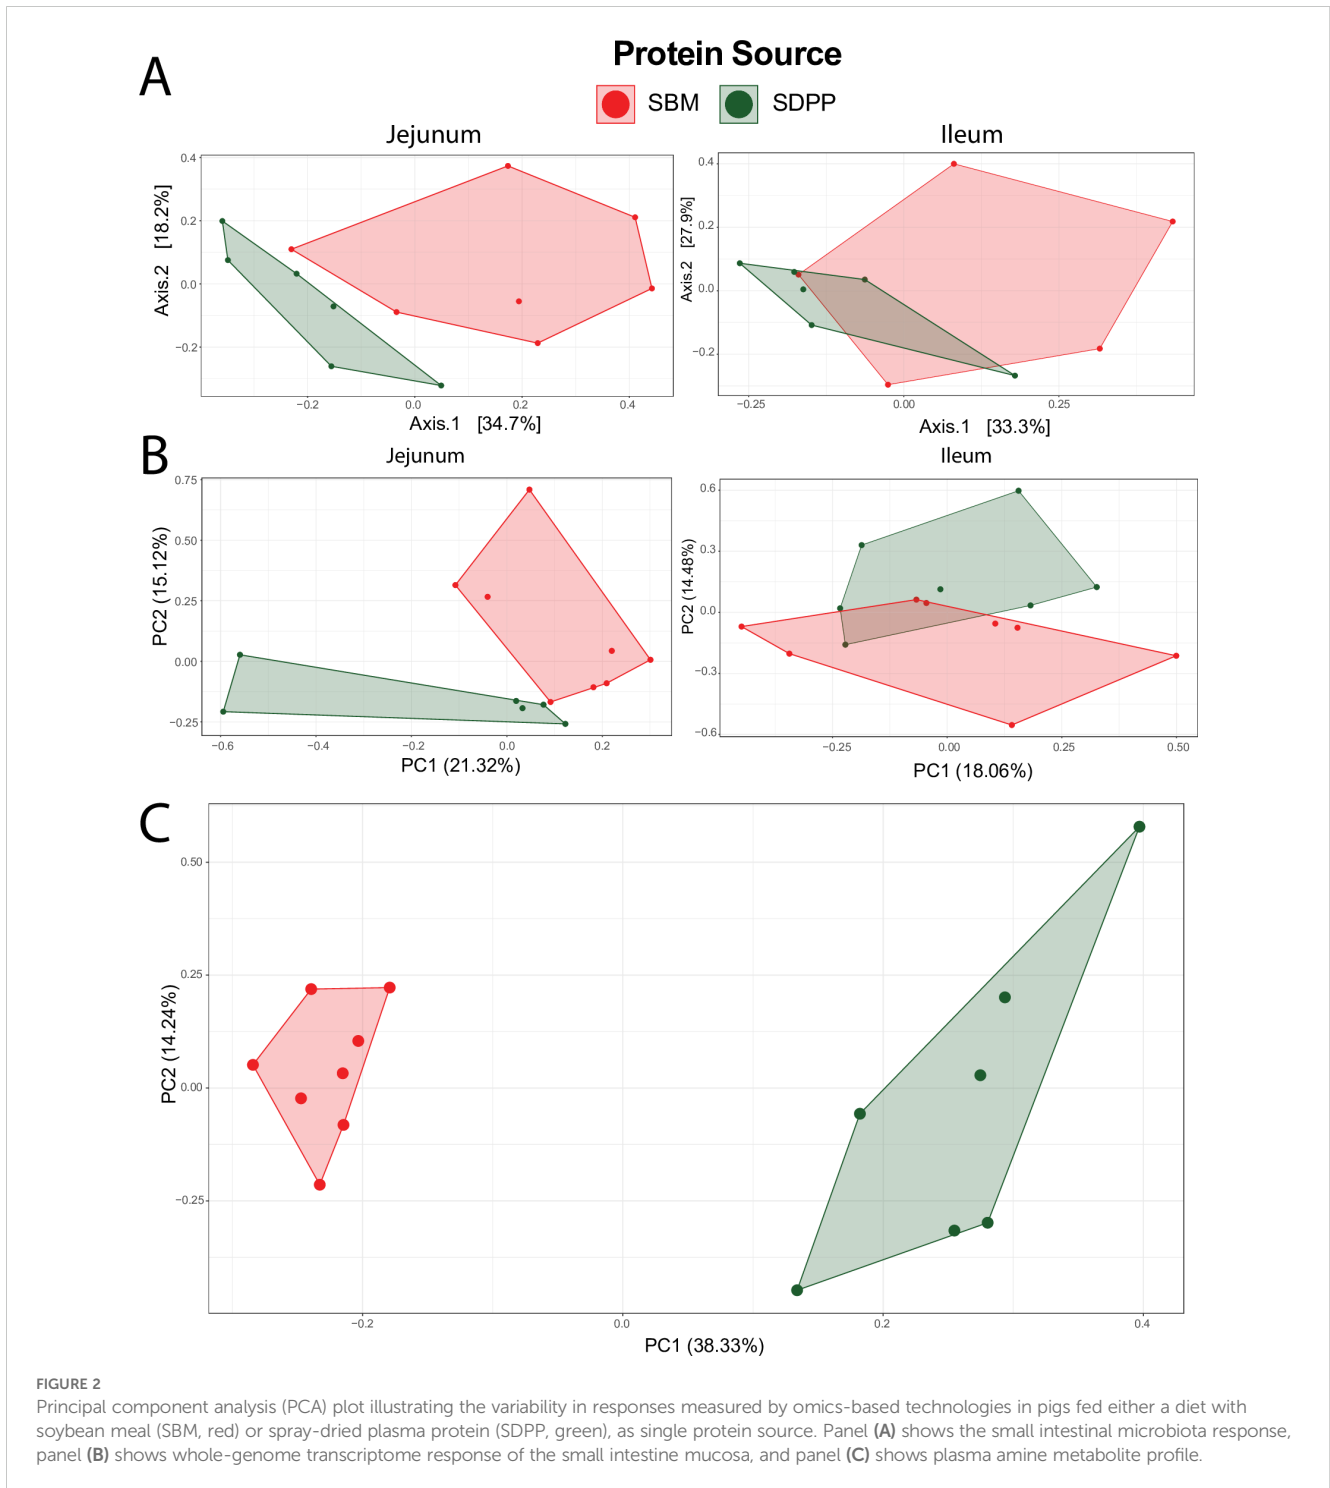 Protein Source
A
SBM SDPP
Jejunum Ileum
0.4
0.2
0.0
−0.2
Axis.2 [18.2%]
−0.2 0.0 0.2 0.4
Axis.1 [34.7%]
0.4
0.2
0.0
−0.2
Axis.2 [27.9%]
−0.25 0.00 0.25
Axis.1 [33.3%]
B
Jejunum Ileum
0.75
0.50
0.25
0.00
−0.25
PC2 (15.12%)
−0.6 −0.4 −0.2 0.0 0.2
PC1 (21.32%)
0.6
0.3
0.0
−0.3
−0.6
PC2 (14.48%)
−0.25 0.00 0.25 0.50
PC1 (18.06%)
C
0.50
0.25
0.00
−0.25
PC2 (14.24%)
−0.2 0.0 0.2 0.4
PC1 (38.33%)
FIGURE 2
Principal component analysis (PCA) plot illustrating the variability in responses measured by omics-based technologies in pigs fed either a diet with
soybean meal (SBM, red) or spray-dried plasma protein (SDPP, green), as single protein source. Panel (A) shows the small intestinal microbiota response,
panel (B) shows whole-genome transcriptome response of the small intestine mucosa, and panel (C) shows plasma amine metabolite profile.